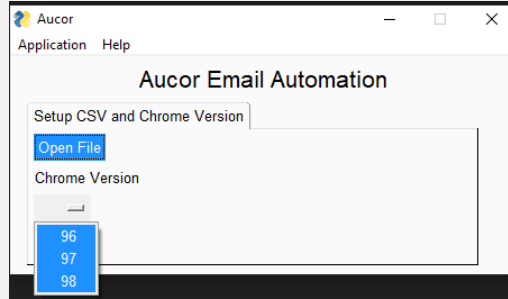 Aucor
Application Help
Aucor Email Automation
Setup CSV and Chrome Version
Open File
Chrome Version
96
97
98